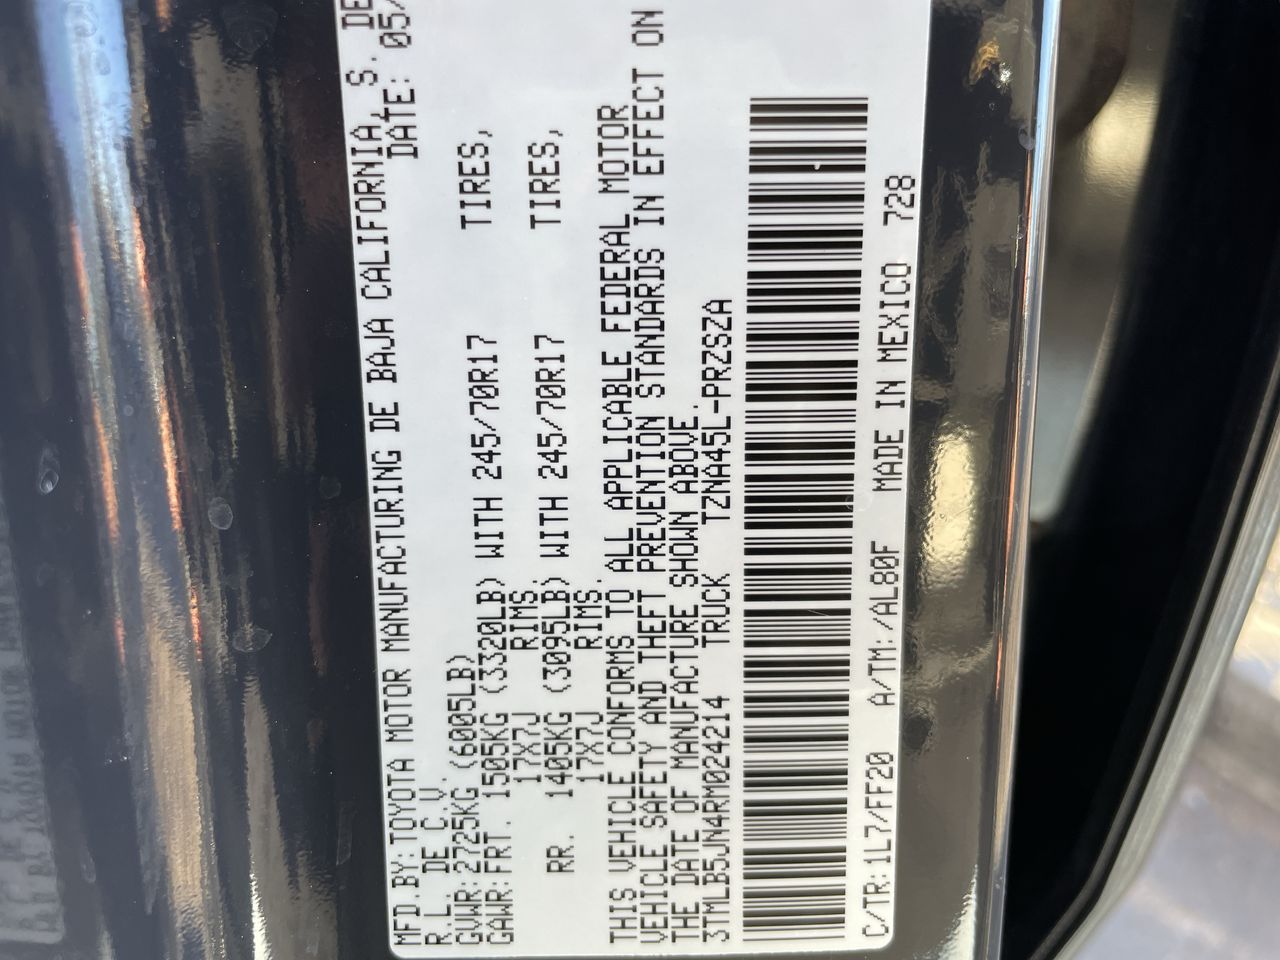 MFD.BY:TOYOTA MOTOR MANUFACTURING DE BAJA CALIFORNIA, S. DE
R.L. DE C.V. DATE: 05/
GVWR:2725KG (6005LB)
GAWR:FRT. 1505KG (3320LB) WITH 245/70R17 TIRES,
17X7J RIMS.
RR. 1405KG (3095LB) WITH 245/70R17 TIRES,
17X7J RIMS.
THIS VEHICLE CONFORMS TO ALL APPLICABLE FEDERAL MOTOR
VEHICLE SAFETY AND THEFT PREVENTION STANDARDS IN EFFECT ON
THE DATE OF MANUFACTURE SHOWN ABOVE.
3TMLB5JN4RM024214 TRUCK TZNA45L-PRZSZA
C/TR:1L7/FF20 A/TM:/AL80F MADE IN MEXICO 728